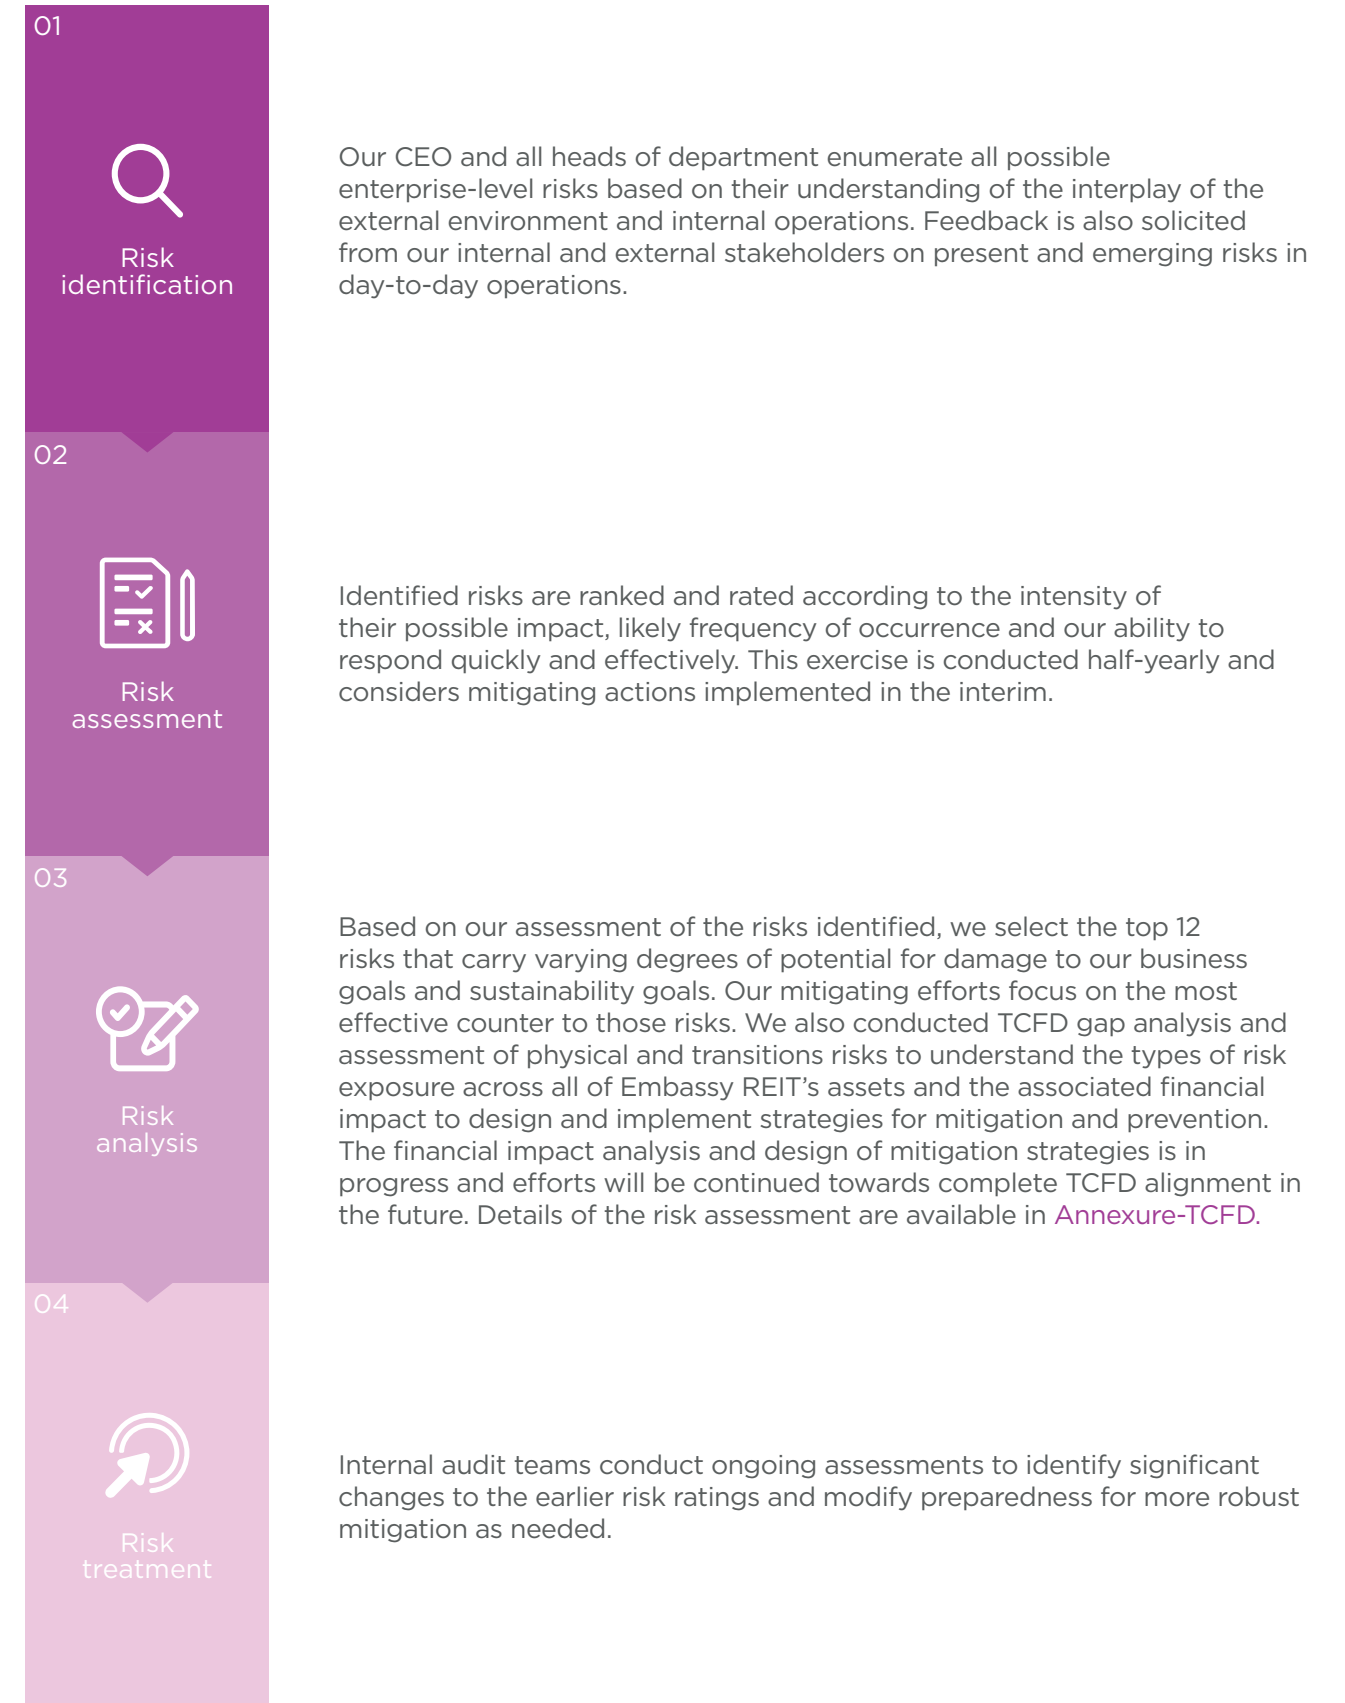 01
Risk
identification
Our CEO and all heads of department enumerate all possible
enterprise-level risks based on their understanding of the interplay of the
external environment and internal operations. Feedback is also solicited
from our internal and external stakeholders on present and emerging risks in
day-to-day operations.
02
Risk
assessment
Identified risks are ranked and rated according to the intensity of
their possible impact, likely frequency of occurrence and our ability to
respond quickly and effectively. This exercise is conducted half-yearly and
considers mitigating actions implemented in the interim.
03
Risk
analysis
Based on our assessment of the risks identified, we select the top 12
risks that carry varying degrees of potential for damage to our business
goals and sustainability goals. Our mitigating efforts focus on the most
effective counter to those risks. We also conducted TCFD gap analysis and
assessment of physical and transitions risks to understand the types of risk
exposure across all of Embassy REIT’s assets and the associated financial
impact to design and implement strategies for mitigation and prevention.
The financial impact analysis and design of mitigation strategies is in
progress and efforts will be continued towards complete TCFD alignment in
the future. Details of the risk assessment are available in Annexure-TCFD.
04
Risk
treatment
Internal audit teams conduct ongoing assessments to identify significant
changes to the earlier risk ratings and modify preparedness for more robust
mitigation as needed.